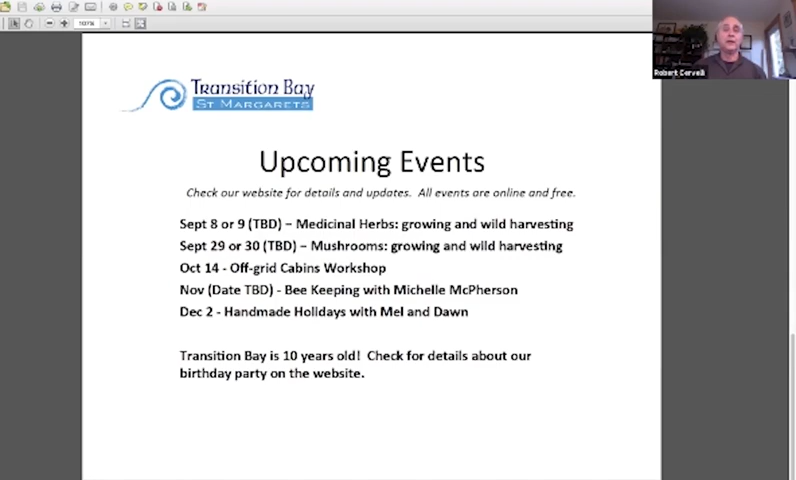 Transition Bay
ST MARGARETS
Upcoming Events
Check our website for details and updates. All events are online and free.
Sept 8 or 9 (TBD) – Medicinal Herbs: growing and wild harvesting
Sept 29 or 30 (TBD) – Mushrooms: growing and wild harvesting
Oct 14 - Off-grid Cabins Workshop
Nov (Date TBD) - Bee Keeping with Michelle McPherson
Dec 2 - Handmade Holidays with Mel and Dawn
Transition Bay is 10 years old! Check for details about our
birthday party on the website.
Robert Cervelli